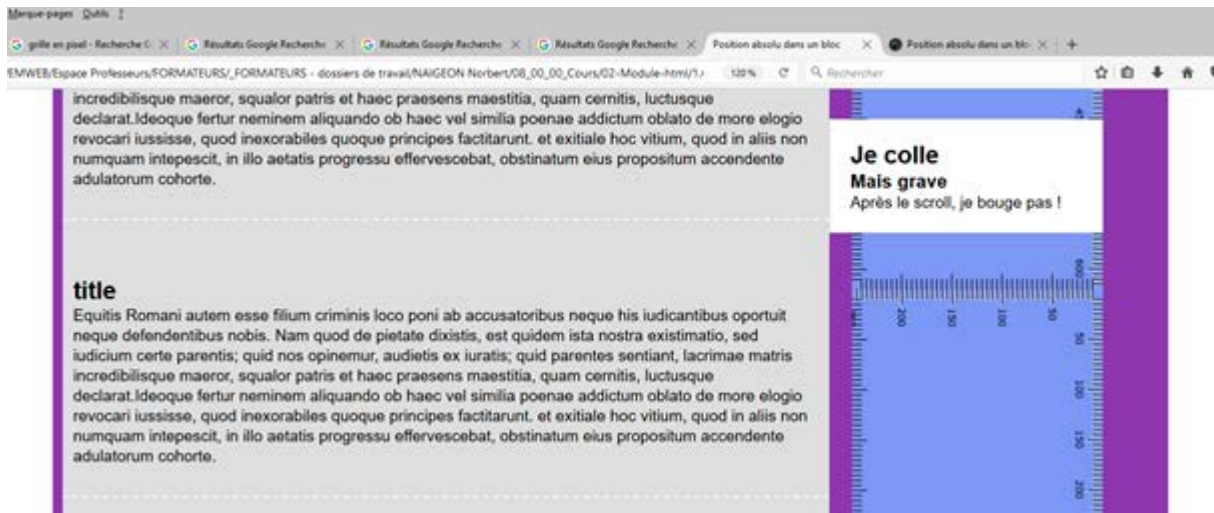 Marque-pages Outils ?
grille en pixel - Recherche G
Résultats Google Recherche
Résultats Google Recherche
Résultats Google Recherche
Position absolu dans un bloc
Position absolu dans un blo
EMWEB/Espace Professeurs/FORMATEURS/_FORMATEURS - dossiers de travail/NAIGEON Norbert/08_00_00_Cours/02-Module-html/1.
120 %
Rechercher
incredibilisque maeror, squalor patris et haec praesens maestitia, quam cernitis, luctusque
declarat.Ideoque fertur neminem aliquando ob haec vel similia poenae addictum oblato de more elogio
revocari iussisse, quod inexorabiles quoque principes factitarunt. et exitiale hoc vitium, quod in aliis non
numquam intepescit, in illo aetatis progressu effervescebat, obstinatum eius propositum accendente
adulatorum cohorte.
Je colle
Mais grave
Après le scroll, je bouge pas !
title
Equitis Romani autem esse filium criminis loco poni ab accusatoribus neque his iudicantibus oportuit
neque defendentibus nobis. Nam quod de pietate dixistis, est quidem ista nostra existimatio, sed
iudicium certe parentis; quid nos opinemur, audietis ex iuratis; quid parentes sentiant, lacrimae matris
incredibilisque maeror, squalor patris et haec praesens maestitia, quam cernitis, luctusque
declarat.Ideoque fertur neminem aliquando ob haec vel similia poenae addictum oblato de more elogio
revocari iussisse, quod inexorabiles quoque principes factitarunt. et exitiale hoc vitium, quod in aliis non
numquam intepescit, in illo aetatis progressu effervescebat, obstinatum eius propositum accendente
adulatorum cohorte.
600
200
150
100
50
50
100
150
200